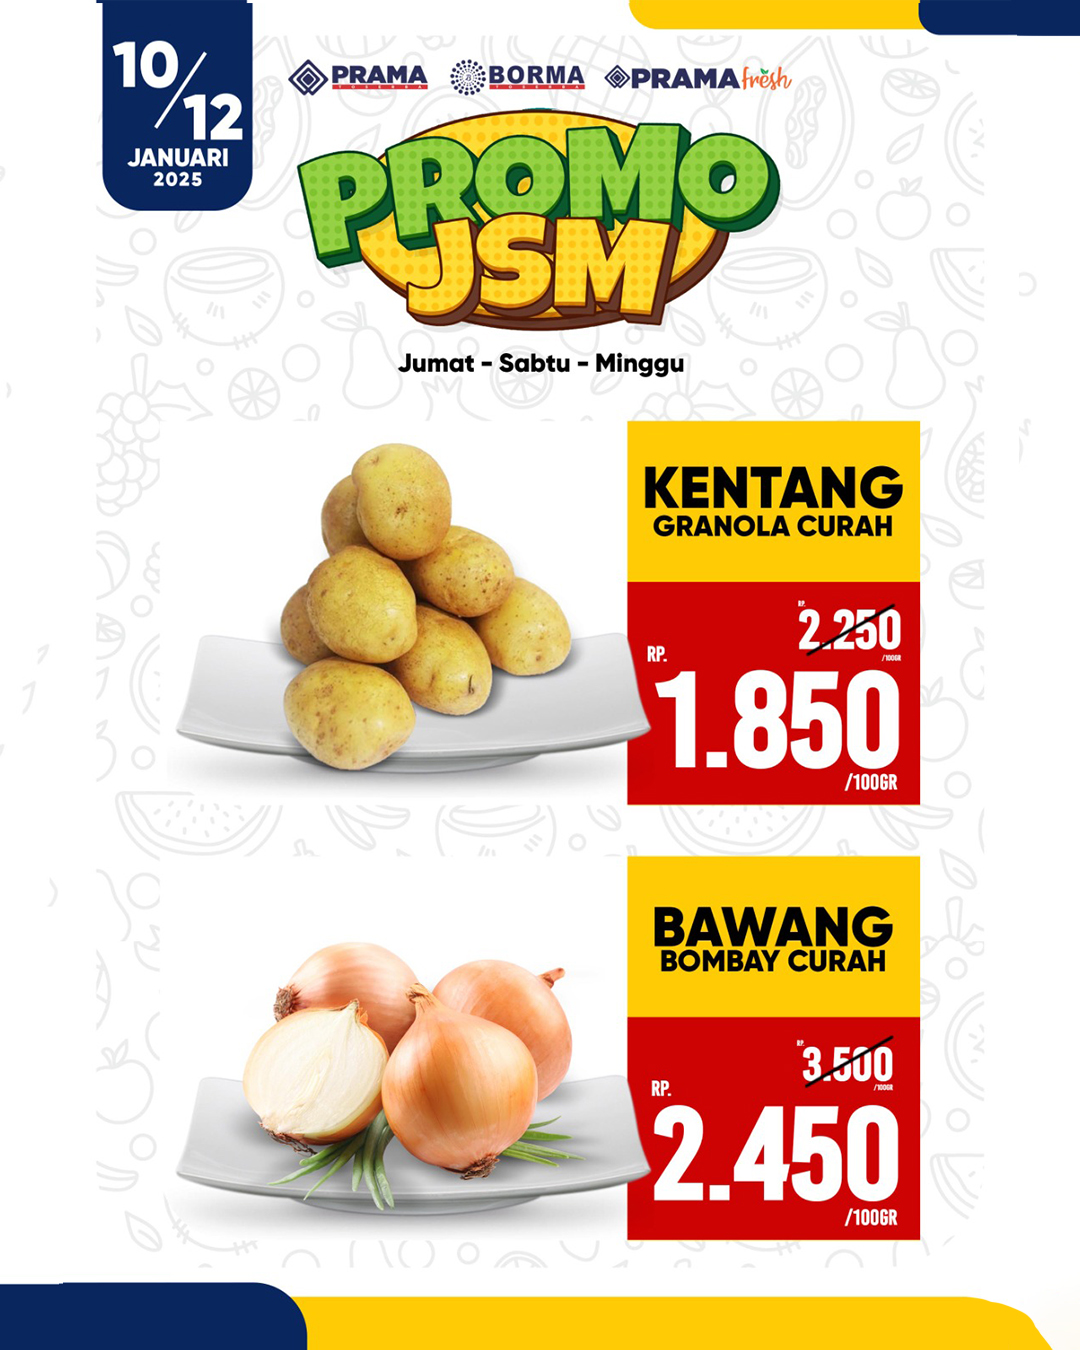 10/12
JANUARI
2025
PRAMA
BORMA
PRAMA fresh
PROMO
JSM
Jumat - Sabtu - Minggu
KENTANG
GRANOLA CURAH
RP.
2.250
/100GR
RP.
1.850
/100GR
BAWANG
BOMBAY CURAH
RP.
3.500
/100GR
RP.
2.450
/100GR